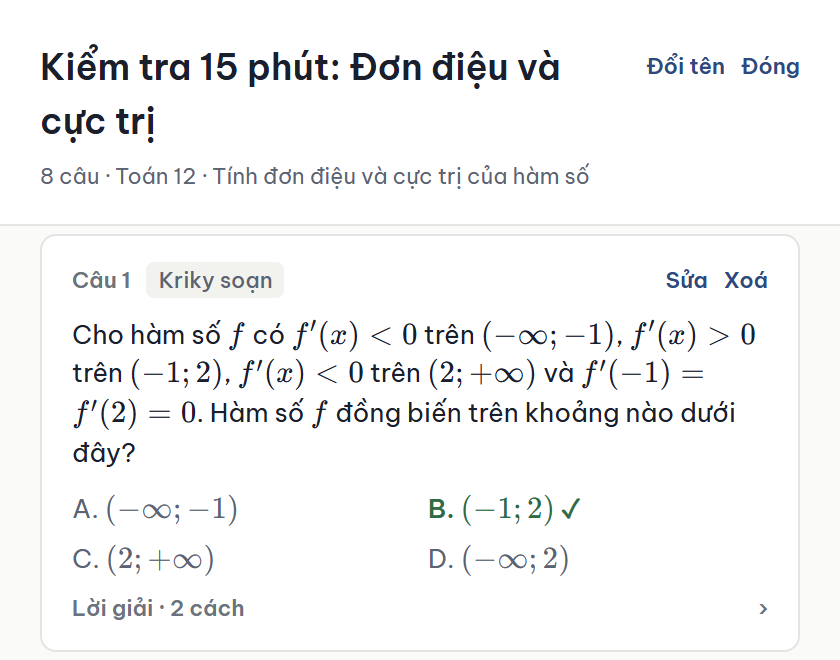 Kiểm tra 15 phút: Đơn điệu và
cực trị
Đổi tên Đóng
8 câu · Toán 12 · Tính đơn điệu và cực trị của hàm số
Câu 1 Kriky soạn Sửa Xoá
Cho hàm số f có f′(x) < 0 trên (−∞; −1), f′(x) > 0
trên (−1; 2), f′(x) < 0 trên (2; +∞) và f′(−1) =
f′(2) = 0. Hàm số f đồng biến trên khoảng nào dưới
đây?
A. (−∞; −1) B. (−1; 2) ✓
C. (2; +∞) D. (−∞; 2)
Lời giải · 2 cách ›